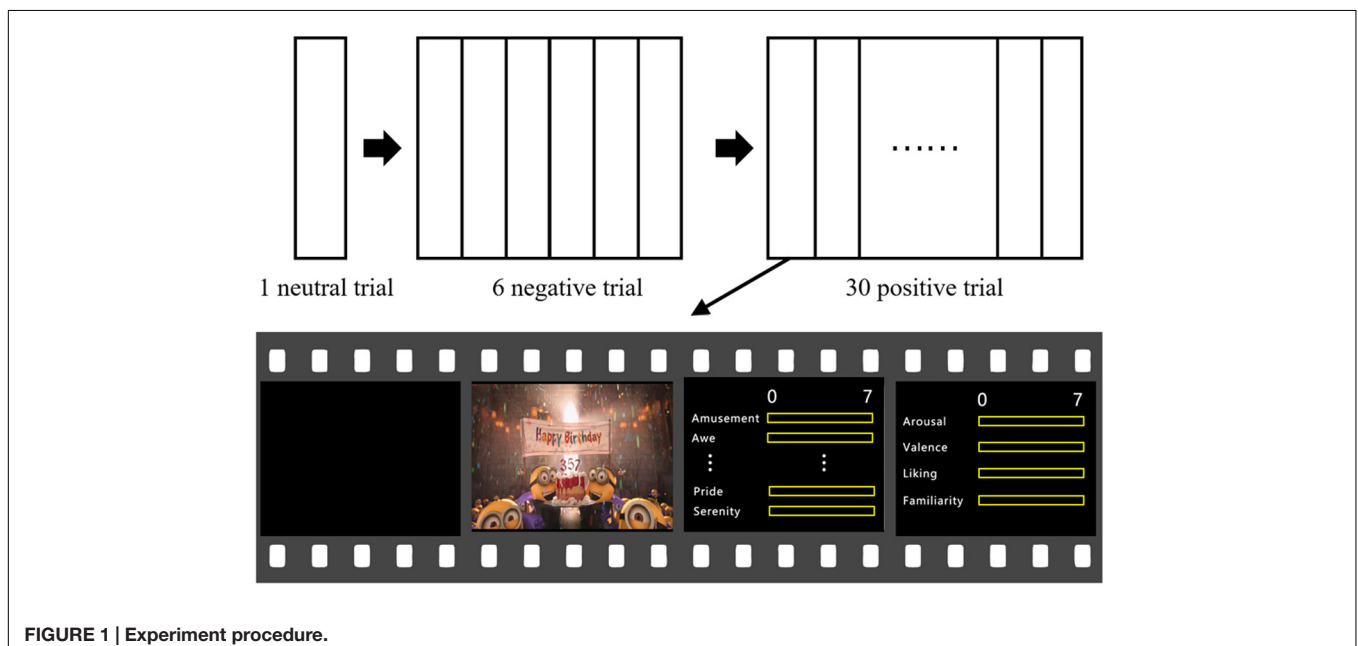 ......
1 neutral trial
6 negative trial
30 positive trial
Happy Birthday
357
0 7
Amusement
Awe
Pride
Serenity
0 7
Arousal
Valence
Liking
Familiarity
FIGURE 1 | Experiment procedure.